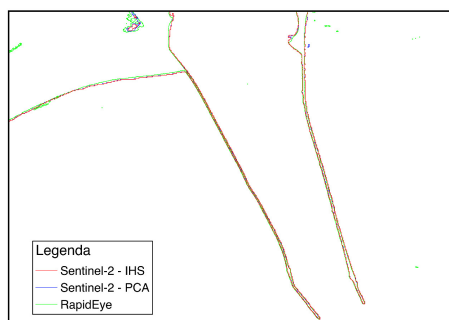 Legenda
Sentinel-2 - IHS
Sentinel-2 - PCA
RapidEye